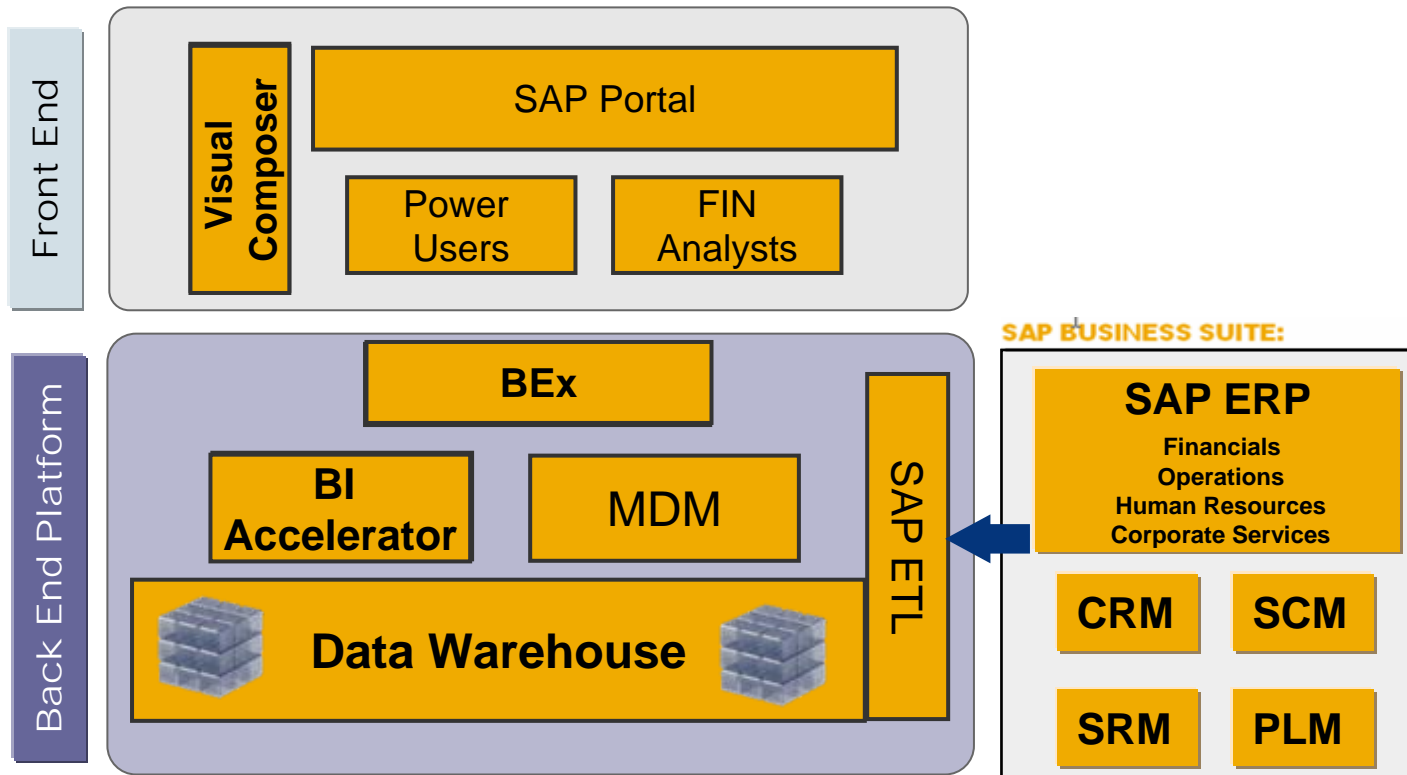 Front End
Visual
Composer
SAP Portal
Power
Users
FIN
Analysts
Back End Platform
BEx
BI
Accelerator
MDM
SAP ETL
Data Warehouse
SAP BUSINESS SUITE:
SAP ERP
Financials
Operations
Human Resources
Corporate Services
CRM
SCM
SRM
PLM